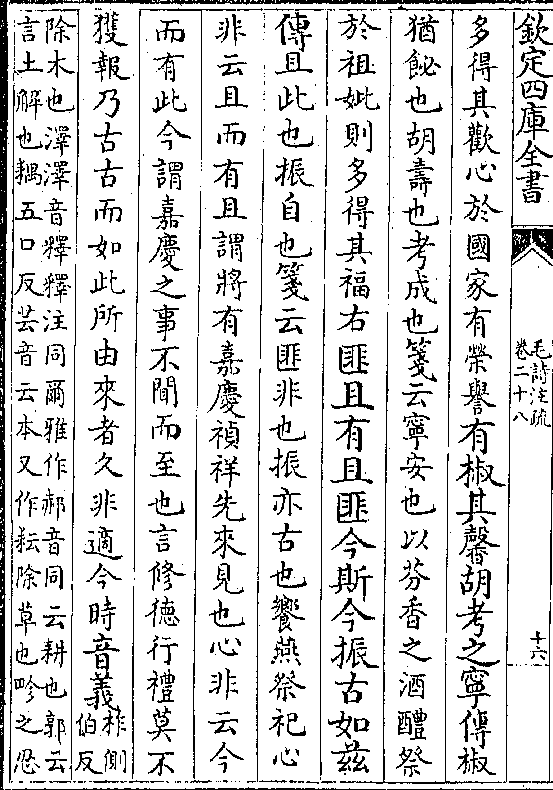 欽定四庫全書
毛詩注疏
卷二十八
十六
多得其歡心於國家有榮譽有椒其馨胡考之寧傳椒
猶飶也胡壽也考成也箋云寧安也以芬香之酒醴祭
於祖妣則多得其福右匪且有且匪今斯今振古如茲
傳且此也振自也箋云匪非也振亦古也饗燕祭祀心
非云且而有且謂將有嘉慶禎祥先來見也心非云今
而有此今謂嘉慶之事不聞而至也言修德行禮莫不
獲報乃古古而如此所由來者久非適今時音義柞側
伯反
除木也澤澤音釋釋注同爾雅作郝音同云耕也郭云
言土解也耦五口反芸音云本又作耘除草也畛之忍